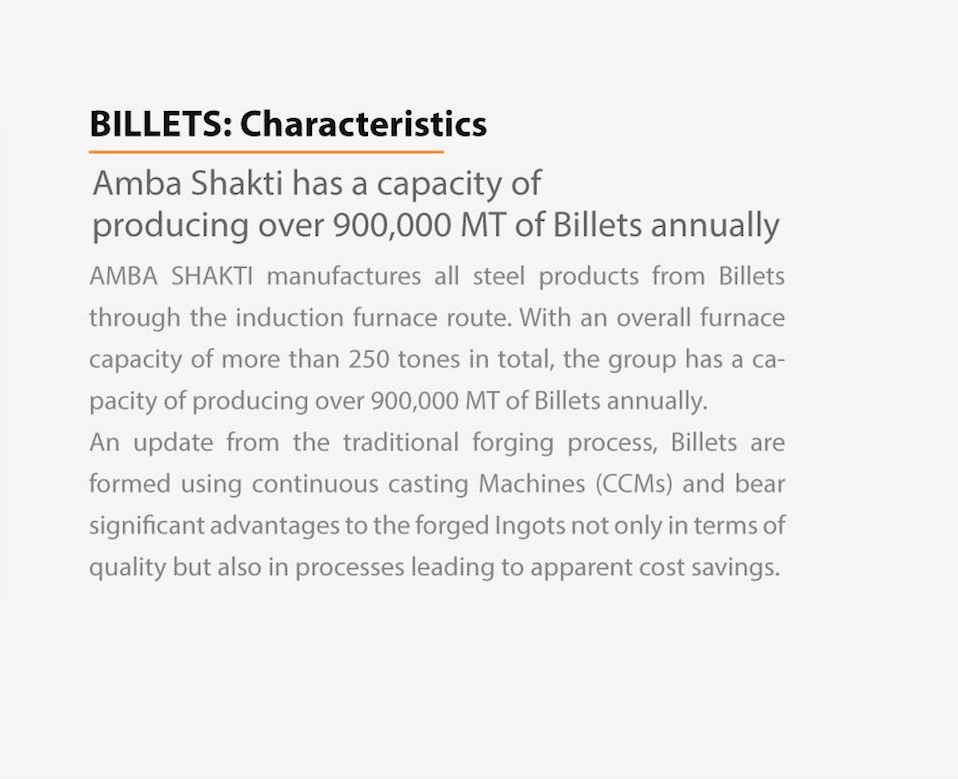 BILLETS: Characteristics
Amba Shakti has a capacity of
producing over 900,000 MT of Billets annually
AMBA SHAKTI manufactures all steel products from Billets
through the induction furnace route. With an overall furnace
capacity of more than 250 tones in total, the group has a ca-
pacity of producing over 900,000 MT of Billets annually.
An update from the traditional forging process, Billets are
formed using continuous casting Machines (CCMs) and bear
significant advantages to the forged Ingots not only in terms of
quality but also in processes leading to apparent cost savings.